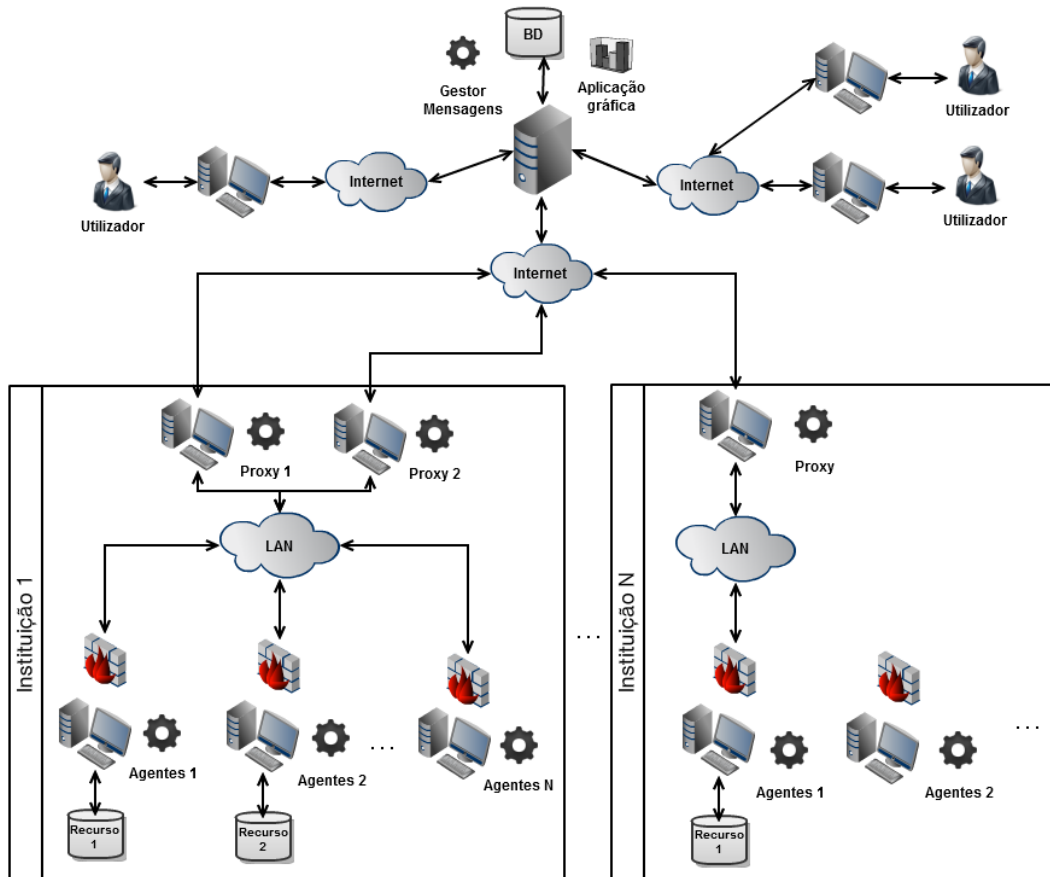 BD
Gestor
Mensagens
Aplicação
gráfica
Utilizador
Internet
Internet
Utilizador
Utilizador
Internet
Instituição 1
Proxy 1
Proxy 2
LAN
Agentes 1
Agentes 2
...
Agentes N
Recurso
1
Recurso
2
...
Instituição N
Proxy
LAN
Agentes 1
Agentes 2
...
Recurso
1